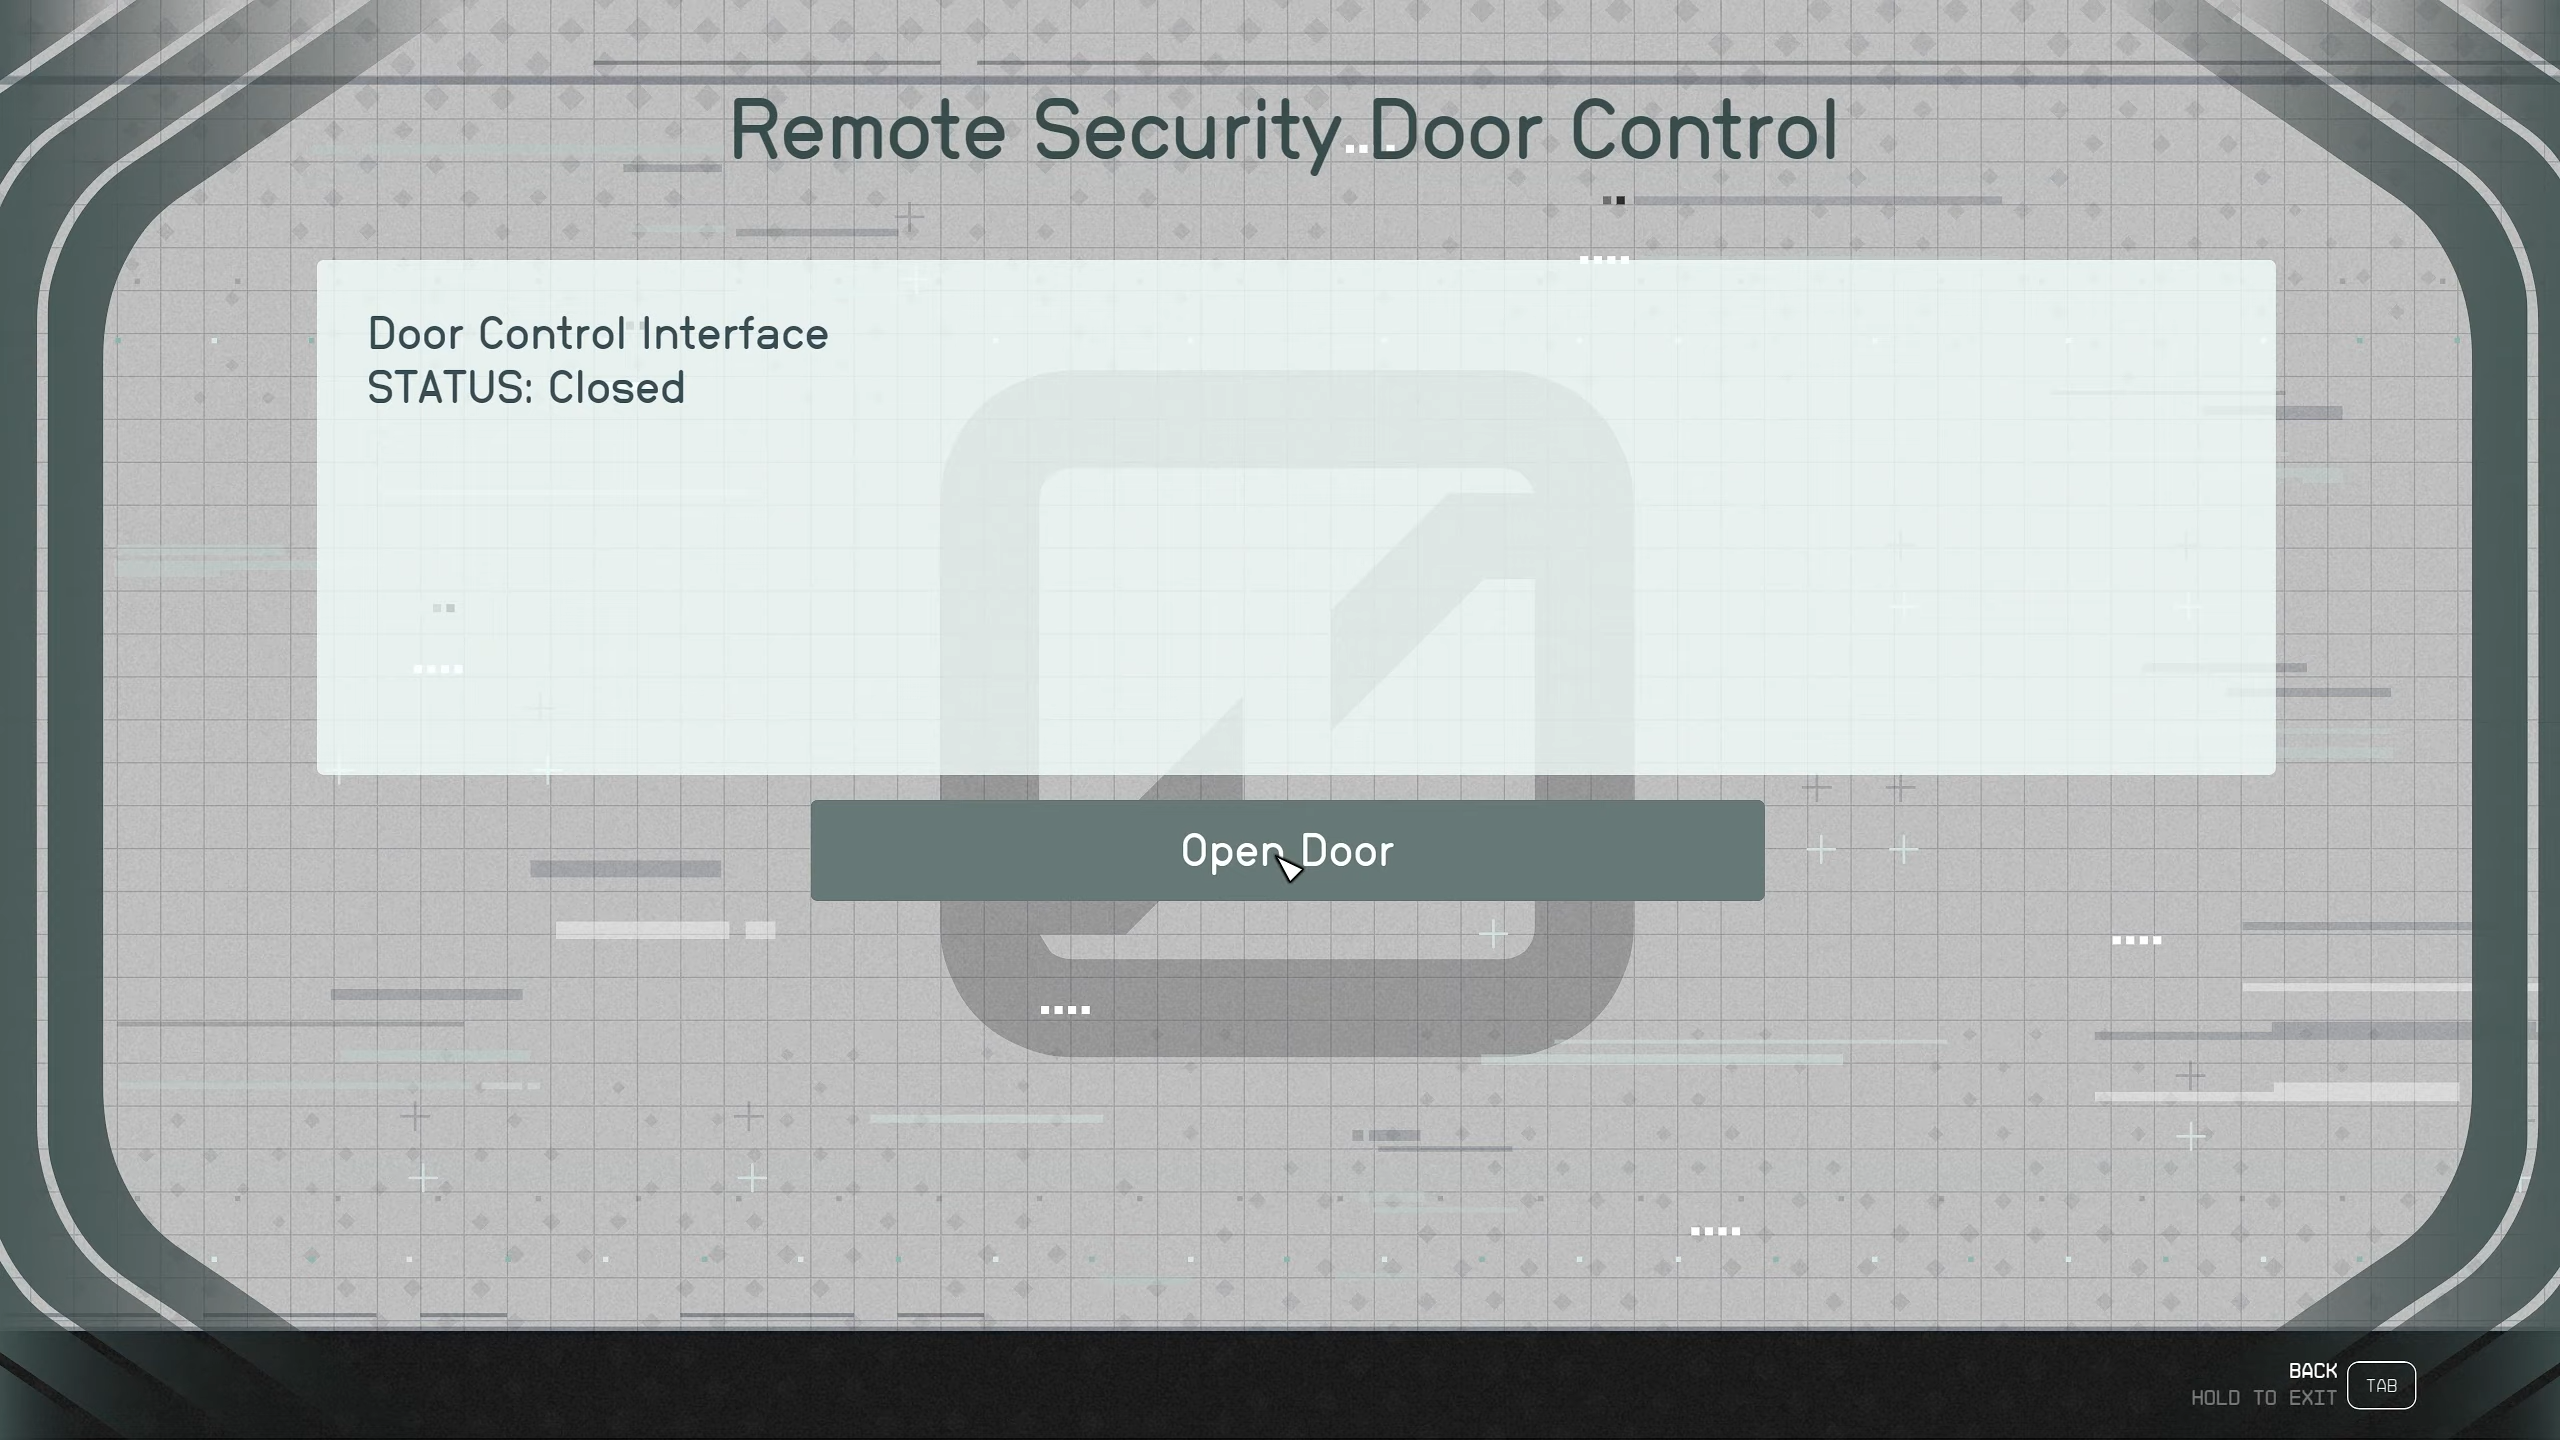 Remote Security Door Control
Door Control Interface
STATUS: Closed
Open Door
BACK
HOLD TO EXIT
TAB